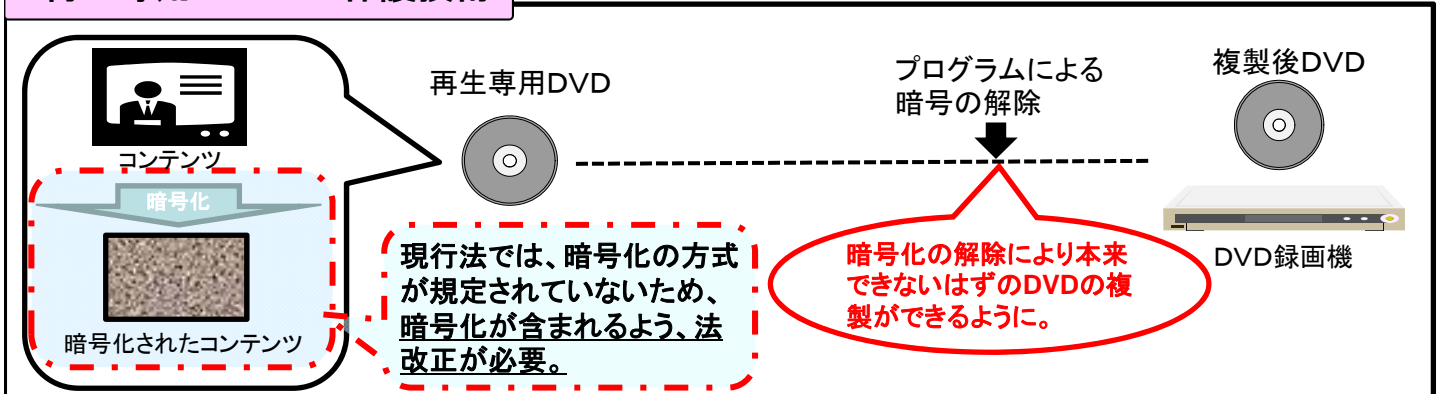 コンテンツ
暗号化
暗号化されたコンテンツ
再生専用DVD
現行法では、暗号化の方式
が規定されていないため、
暗号化が含まれるよう、法
改正が必要。
プログラムによる
暗号の解除
暗号化の解除により本来
できないはずのDVDの複
製ができるように。
複製後DVD
DVD録画機